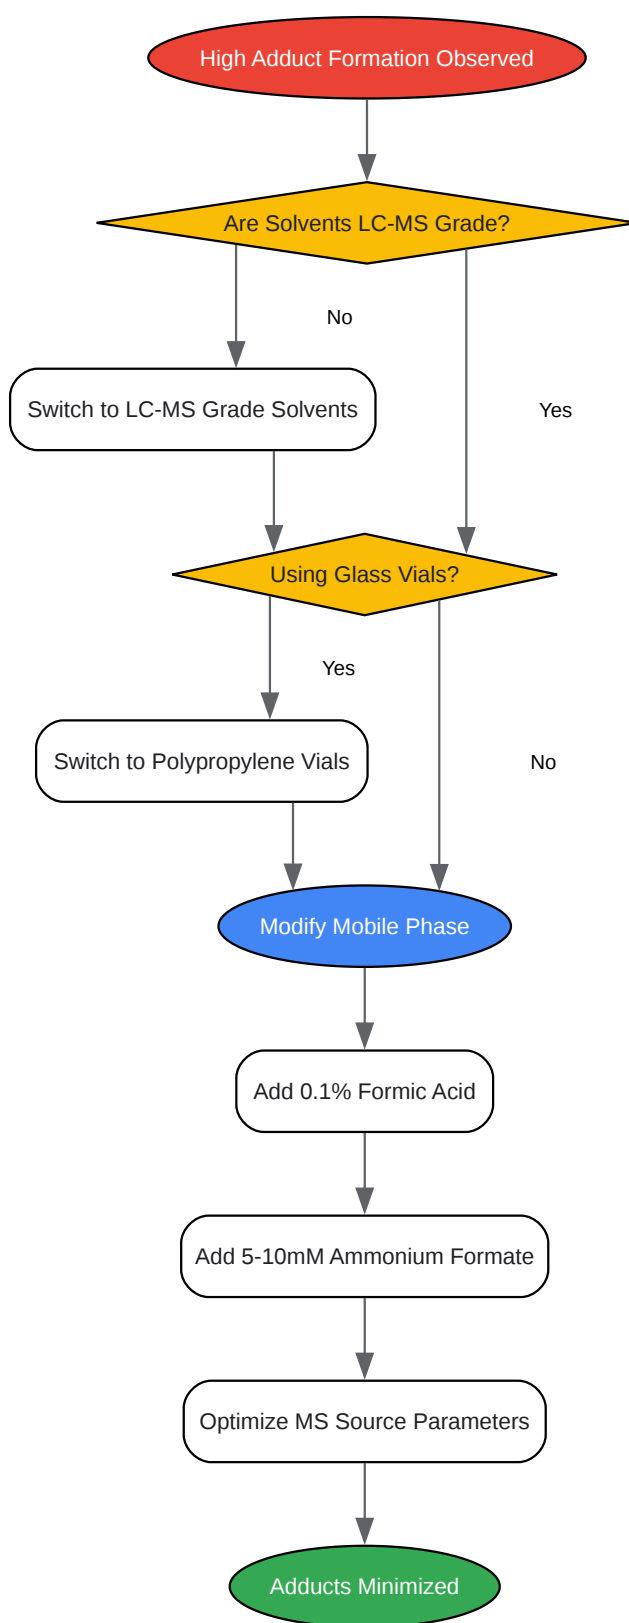 High Adduct Formation Observed
Are Solvents LC-MS Grade?
No
Switch to LC-MS Grade Solvents
Yes
Using Glass Vials?
Yes
Switch to Polypropylene Vials
No
Modify Mobile Phase
Add 0.1% Formic Acid
Add 5-10mM Ammonium Formate
Optimize MS Source Parameters
Adducts Minimized